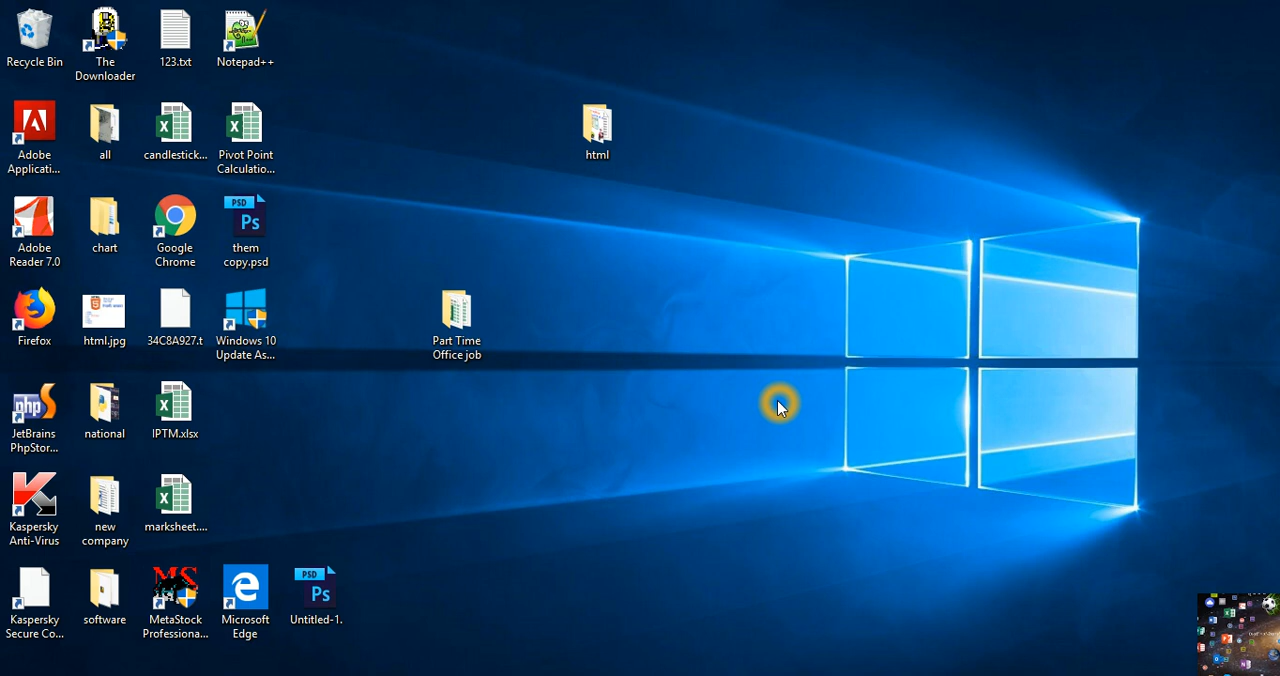 Recycle Bin
The
Downloader
123.txt
Notepad++
Adobe
Applicati...
all
candlestick...
Pivot Point
Calculatio...
html
Adobe
Reader 7.0
chart
Google
Chrome
PSD
Ps
them
copy.psd
Firefox
html.jpg
34C8A927.t
Windows 10
Update As...
Part Time
Office job
php
JetBrains
PhpStor...
national
IPTM.xlsx
Kaspersky
Anti-Virus
new
company
marksheet....
Kaspersky
Secure Co...
software
MS
MetaStock
Professiona...
Microsoft
Edge
PSD
Ps
Untitled-1.